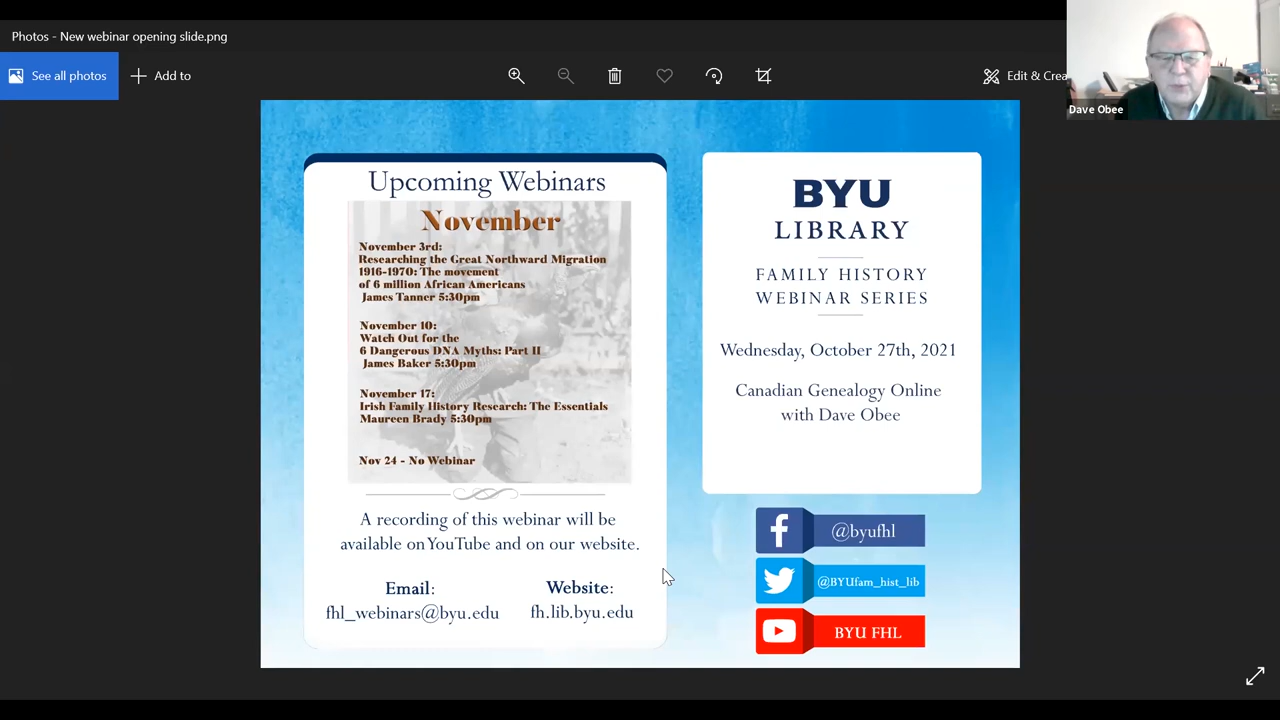 Photos - New webinar opening slide.png
See all photos
Add to
Edit & Crea
Dave Obee
Upcoming Webinars
November
November 3rd:
Researching the Great Northward Migration
1916-1970: The movement
of 6 million African Americans
James Tanner 5:30pm
November 10:
Watch Out for the
6 Dangerous DNA Myths: Part II
James Baker 5:30pm
November 17:
Irish Family History Research: The Essentials
Maureen Brady 5:30pm
Nov 24 - No Webinar
A recording of this webinar will be
available on YouTube and on our website.
Email:
fhl_webinars@byu.edu
Website:
fh.lib.byu.edu
BYU
LIBRARY
FAMILY HISTORY
WEBINAR SERIES
Wednesday, October 27th, 2021
Canadian Genealogy Online
with Dave Obee
@byufhl
@BYUfam_hist_lib
BYU FHL